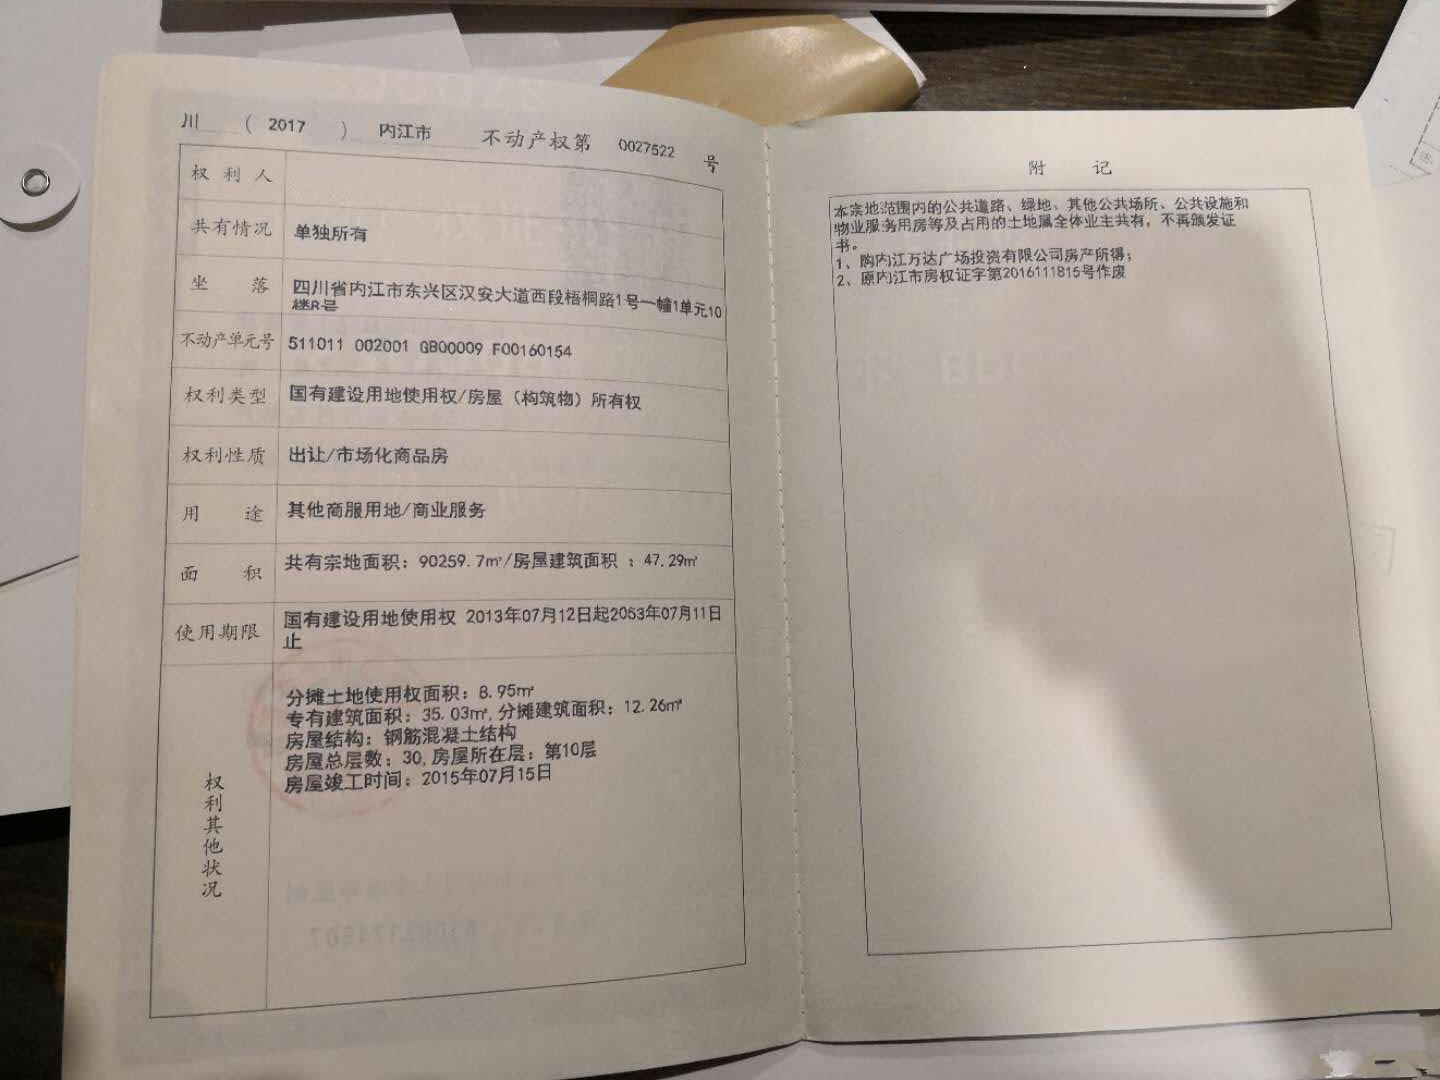 川 （ 2017 ） 内江市 不动产权第 0027522 号
权利人
共有情况 单独所有
坐落 四川省内江市东兴区汉安大道西段梧桐路1号一幢1单元10
楼8号
不动产单元号 511011 002001 GB00009 F00160154
权利类型 国有建设用地使用权/房屋（构筑物）所有权
权利性质 出让/市场化商品房
用途 其他商服用地/商业服务
面积 共有宗地面积：90259.7㎡/房屋建筑面积 ：47.29㎡
使用期限 国有建设用地使用权 2013年07月12日起2053年07月11日
止
权利其他状况
分摊土地使用权面积：8.95㎡
专有建筑面积：35.03㎡,分摊建筑面积：12.26㎡
房屋结构：钢筋混凝土结构
房屋总层数：30,房屋所在层：第10层
房屋竣工时间：2015年07月15日
附记
本宗地范围内的公共道路、绿地、其他公共场所、公共设施和
物业服务用房等及占用的土地属全体业主共有，不再颁发证
书。
1、购内江万达广场投资有限公司房产所得；
2、原内江市房权证字第2016111815号作废